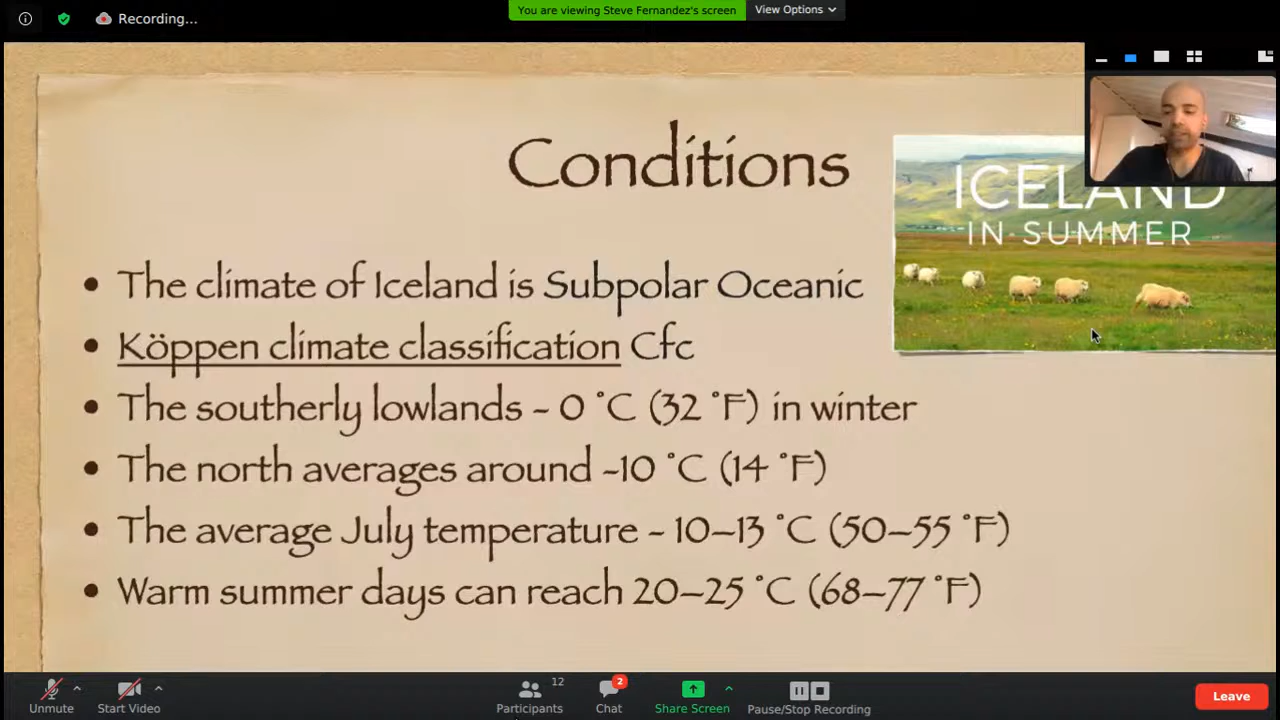 Recording...
You are viewing Steve Fernandez's screen
View Options
Conditions
ICELAND
IN SUMMER
• The climate of Iceland is Subpolar Oceanic
• Köppen climate classification Cfc
• The southerly lowlands - 0 °C (32 °F) in winter
• The north averages around -10 °C (14 °F)
• The average July temperature - 10–13 °C (50–55 °F)
• Warm summer days can reach 20–25 °C (68–77 °F)
12
2
Unmute
Start Video
Participants
Chat
Share Screen
Pause/Stop Recording
Leave